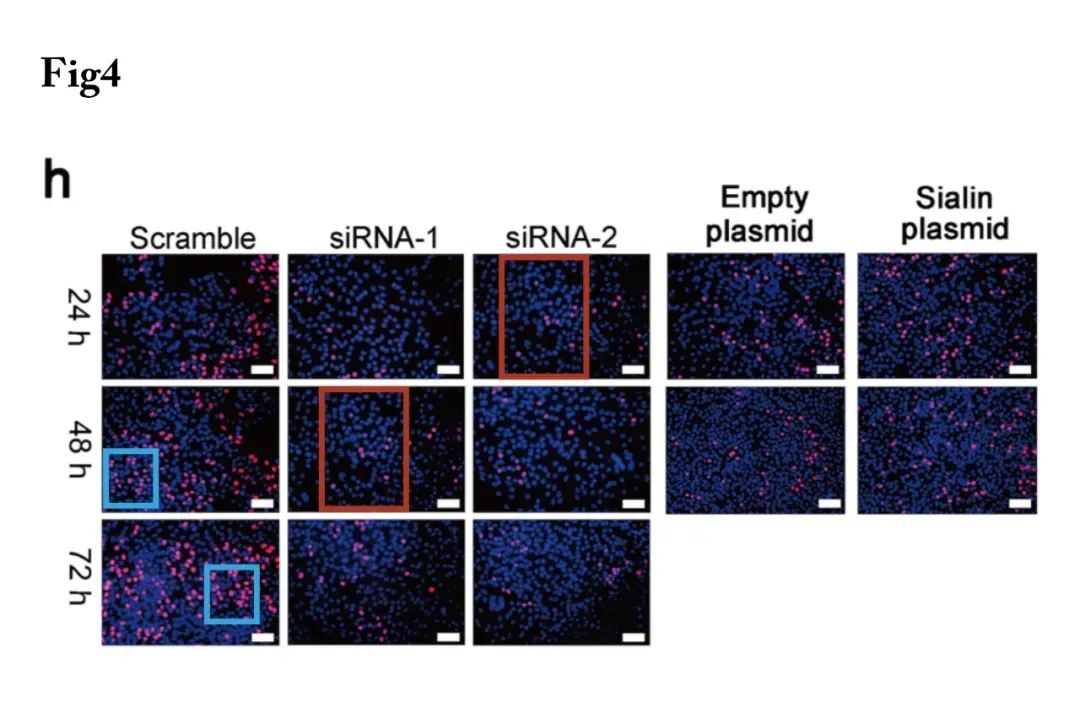 Fig4
h
Scramble
siRNA-1
siRNA-2
Empty
plasmid
Sialin
plasmid
24 h
48 h
72 h